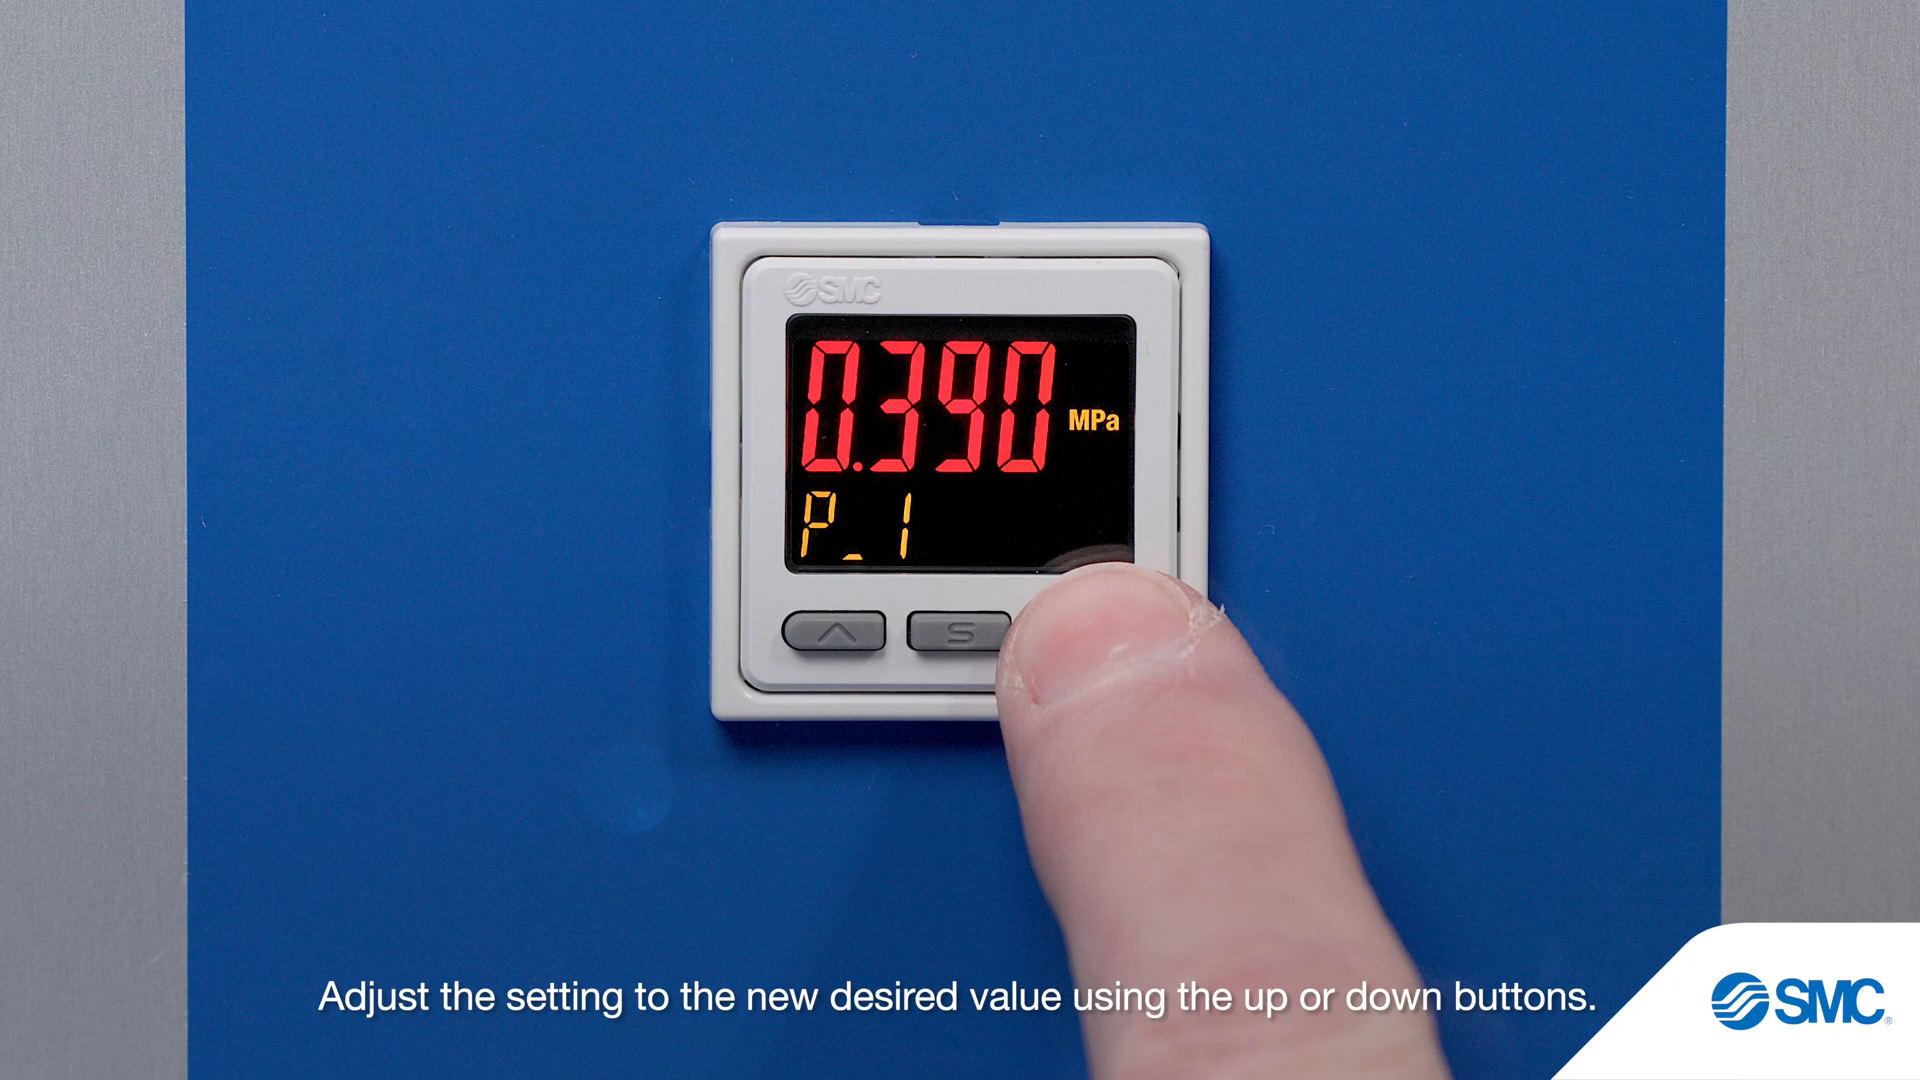 SMC
0.390 MPa
P_1
S
Adjust the setting to the new desired value using the up or down buttons.
SMC®